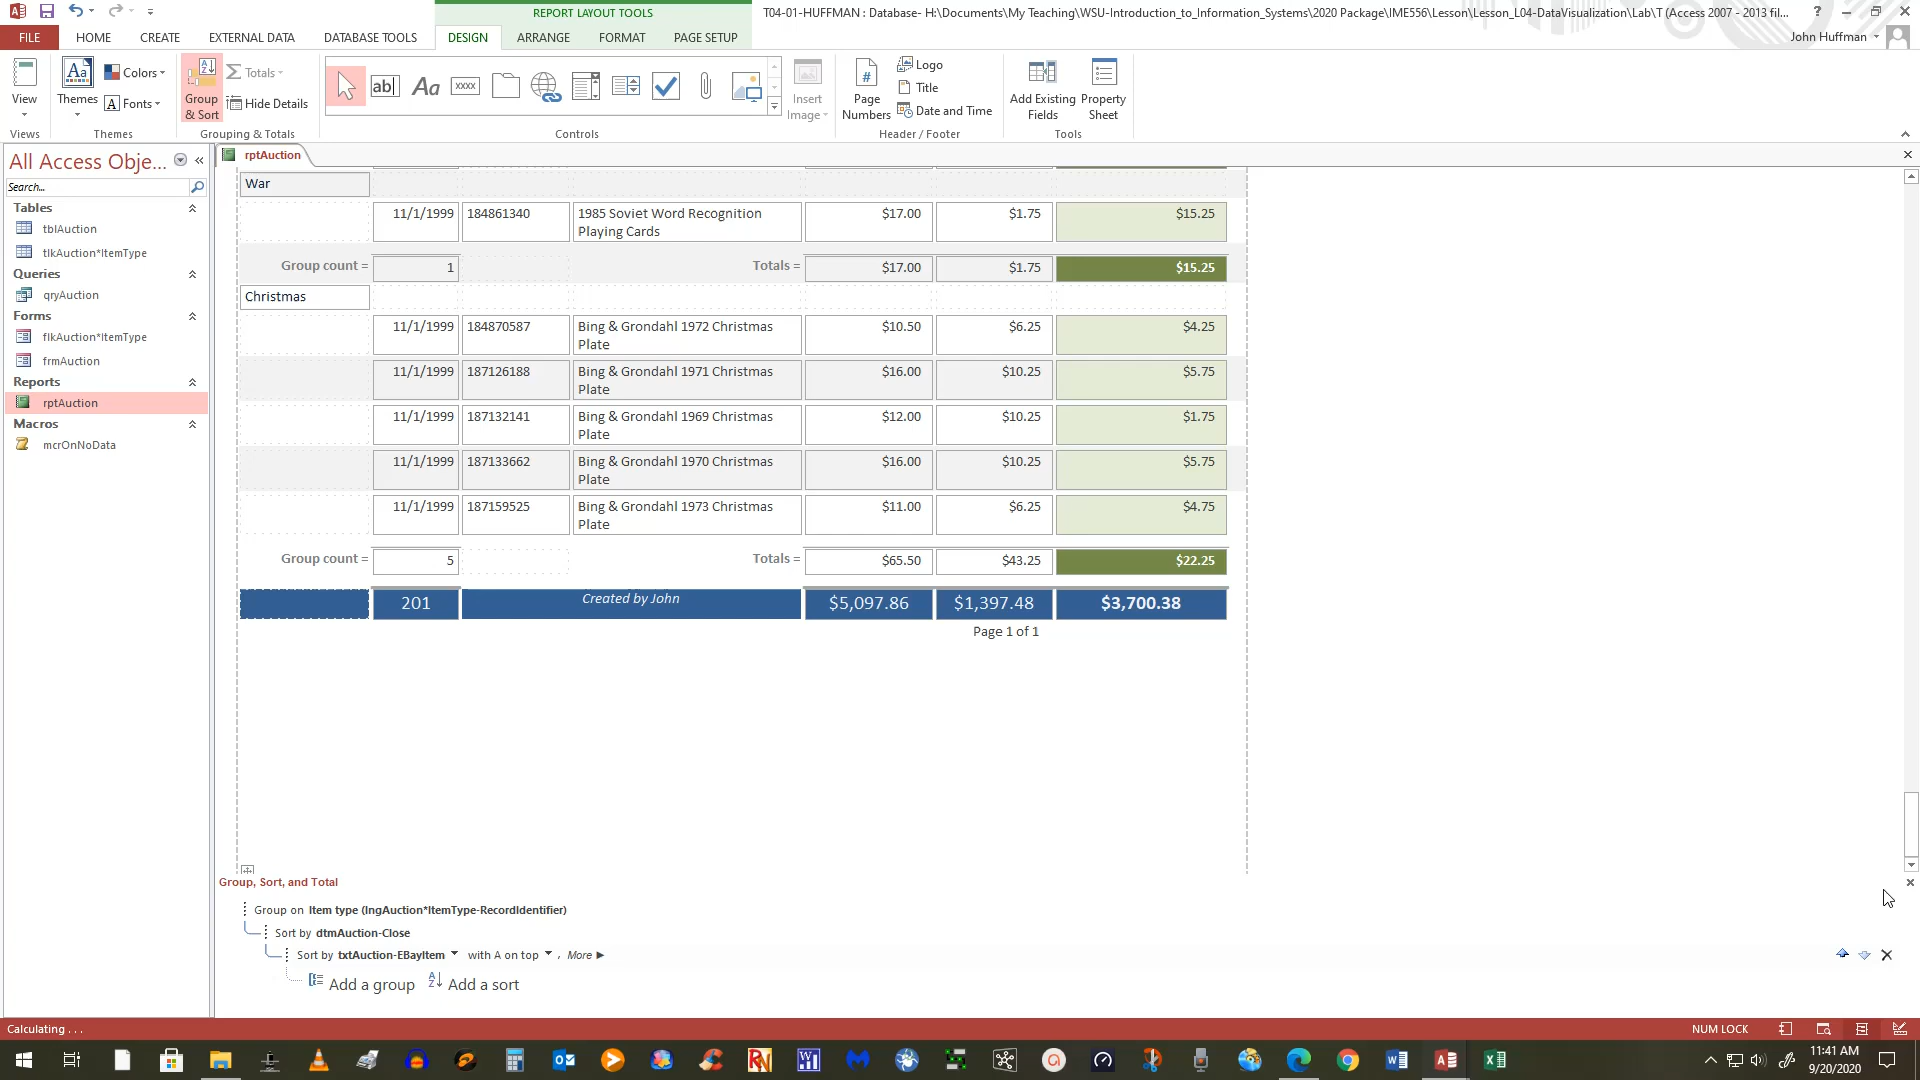 REPORT LAYOUT TOOLS
T04-01-HUFFMAN : Database- H:\Documents\My Teaching\WSU-Introduction_to_Information_Systems\2020 Package\IME556\Lesson\Lesson_L04-DataVisualization\Lab\T (Access 2007 - 2013 fil...
?
FILE HOME CREATE EXTERNAL DATA DATABASE TOOLS DESIGN ARRANGE FORMAT PAGE SETUP
John Huffman
View
Themes
Colors
Fonts
Group & Sort
Totals
Hide Details
Insert Image
Page Numbers
Logo
Title
Date and Time
Add Existing Fields
Property Sheet
Views Themes Grouping & Totals Controls Header / Footer Tools
All Access Obje...
Search...
Tables
tblAuction
tlkAuction*ItemType
Queries
qryAuction
Forms
flkAuction*ItemType
frmAuction
Reports
rptAuction
Macros
mcrOnNoData
rptAuction
War
11/1/1999 184861340 1985 Soviet Word Recognition $17.00 $1.75 $15.25
Playing Cards
Group count = 1 Totals = $17.00 $1.75 $15.25
Christmas
11/1/1999 184870587 Bing & Grondahl 1972 Christmas $10.50 $6.25 $4.25
Plate
11/1/1999 187126188 Bing & Grondahl 1971 Christmas $16.00 $10.25 $5.75
Plate
11/1/1999 187132141 Bing & Grondahl 1969 Christmas $12.00 $10.25 $1.75
Plate
11/1/1999 187133662 Bing & Grondahl 1970 Christmas $16.00 $10.25 $5.75
Plate
11/1/1999 187159525 Bing & Grondahl 1973 Christmas $11.00 $6.25 $4.75
Plate
Group count = 5 Totals = $65.50 $43.25 $22.25
201 Created by John $5,097.86 $1,397.48 $3,700.38
Page 1 of 1
Group, Sort, and Total
Group on Item type (lngAuction*ItemType-RecordIdentifier)
Sort by dtmAuction-Close
Sort by txtAuction-EBayItem with A on top , More
Add a group Add a sort
Calculating . . .
NUM LOCK
11:41 AM
9/20/2020